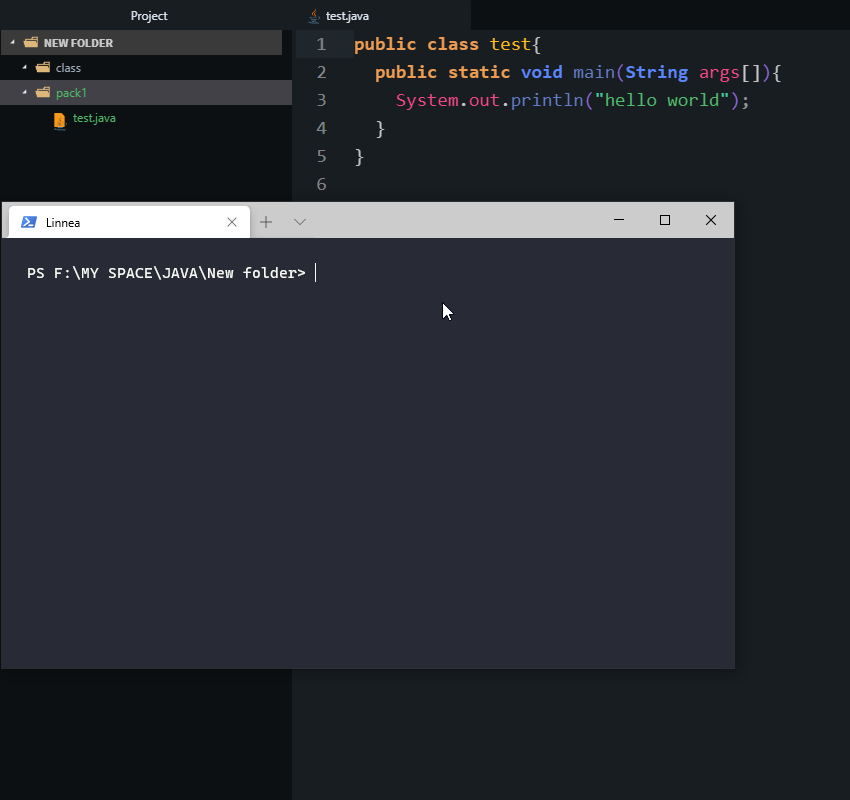 Project
test.java
NEW FOLDER
class
pack1
test.java
1 public class test{
2 public static void main(String args[]){
3 System.out.println("hello world");
4 }
5 }
6
Linnea
PS F:\MY SPACE\JAVA\New folder>